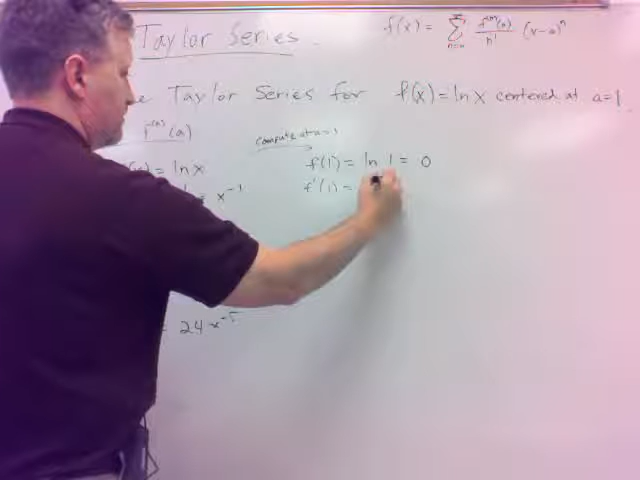 Taylor Series
f(x) = ∑ n=0 ∞ f⁽ⁿ⁾(a) / n! (x-a)ⁿ
Taylor Series for f(x) = ln x centered at a=1
f⁽ⁿ⁾(a)
compute at a=1
= ln x
f(1) = ln 1 = 0
x⁻¹
f'(1) =
= 24 x⁻⁵